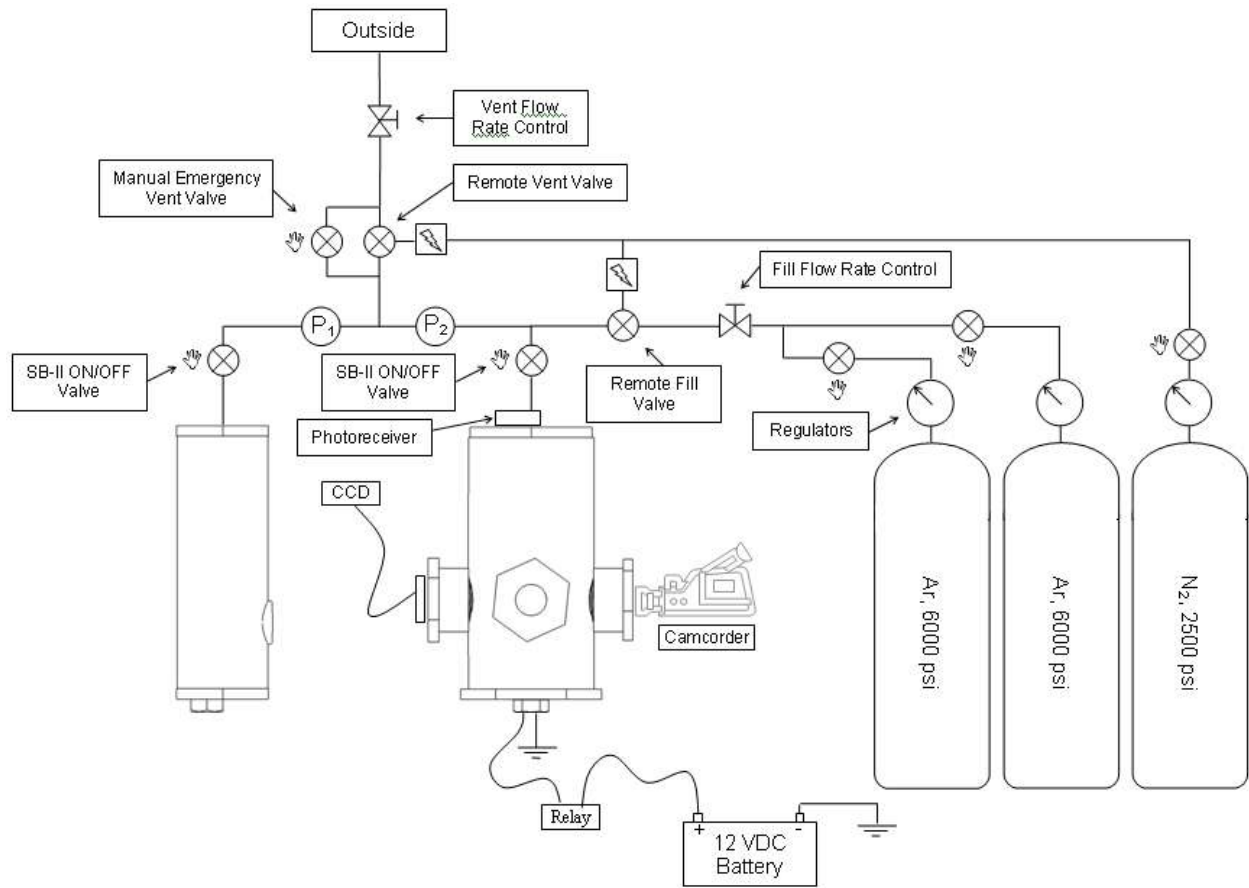 Outside
Vent Flow
Rate Control
Manual Emergency
Vent Valve
Remote Vent Valve
Fill Flow Rate Control
P₁
P₂
SB-II ON/OFF
Valve
SB-II ON/OFF
Valve
Remote Fill
Valve
Photoreceiver
Regulators
CCD
Camcorder
Ar, 6000 psi
Ar, 6000 psi
N₂, 2500 psi
Relay
+ -
12 VDC
Battery